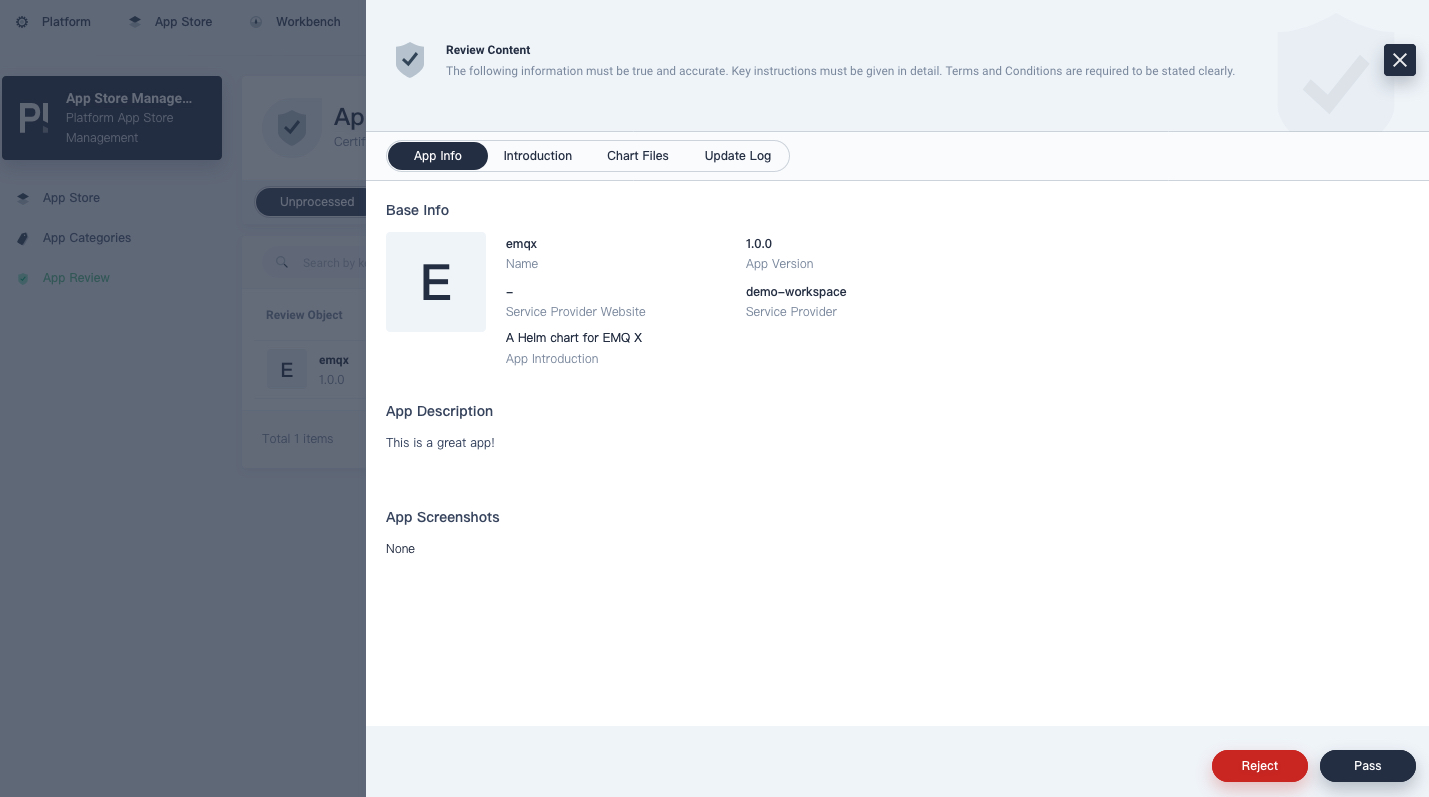 Platform
App Store
Workbench
App Store Manage...
Platform App Store
Management
App Store
App Categories
App Review
Ap
Certif
Unprocessed
Search by ke
Review Object
E
emqx
1.0.0
Total 1 items
Review Content
The following information must be true and accurate. Key instructions must be given in detail. Terms and Conditions are required to be stated clearly.
App Info
Introduction
Chart Files
Update Log
Base Info
E
emqx
Name
1.0.0
App Version
-
Service Provider Website
demo-workspace
Service Provider
A Helm chart for EMQ X
App Introduction
App Description
This is a great app!
App Screenshots
None
Reject
Pass